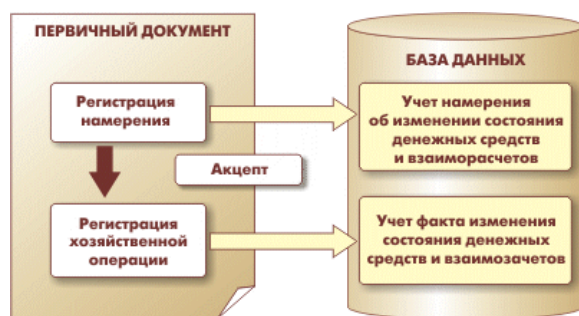 ПЕРВИЧНЫЙ ДОКУМЕНТ
Регистрация
намерения
Акцепт
Регистрация
хозяйственной
операции
БАЗА ДАННЫХ
Учет намерения
об изменении состояния
денежных средств
и взаиморасчетов
Учет факта изменения
состояния денежных
средств и взаимозачетов